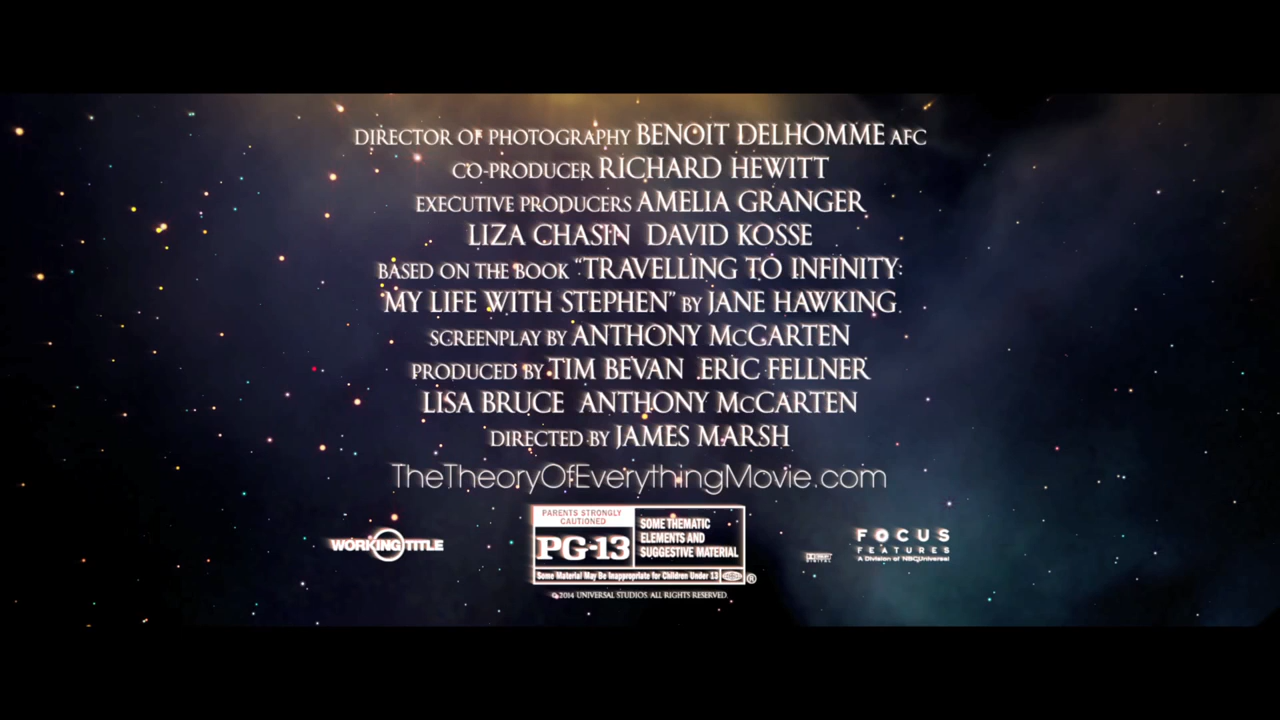 DIRECTOR OF PHOTOGRAPHY BENOIT DELHOMME AFC
CO-PRODUCER RICHARD HEWITT
EXECUTIVE PRODUCERS AMELIA GRANGER
LIZA CHASIN DAVID KOSSE
BASED ON THE BOOK "TRAVELLING TO INFINITY:
MY LIFE WITH STEPHEN" BY JANE HAWKING
SCREENPLAY BY ANTHONY McCARTEN
PRODUCED BY TIM BEVAN ERIC FELLNER
LISA BRUCE ANTHONY McCARTEN
DIRECTED BY JAMES MARSH
TheTheoryOfEverythingMovie.com
WORKING TITLE
PARENTS STRONGLY
CAUTIONED
PG-13
SOME THEMATIC
ELEMENTS AND
SUGGESTIVE MATERIAL
Some Material May Be Inappropriate for Children Under 13
®
FOCUS
FEATURES
A Division of NBCUniversal
© 2014 UNIVERSAL STUDIOS. ALL RIGHTS RESERVED.